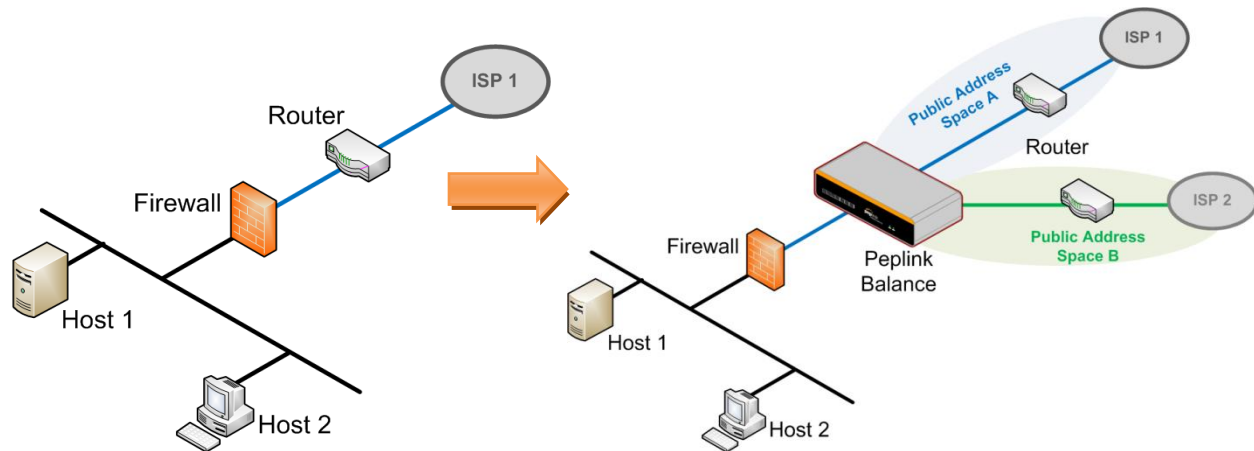 ISP 1
Router
Firewall
Host 1
Host 2
ISP 1
Public Address
Space A
Router
ISP 2
Public Address
Space B
Firewall
Peplink
Balance
Host 1
Host 2